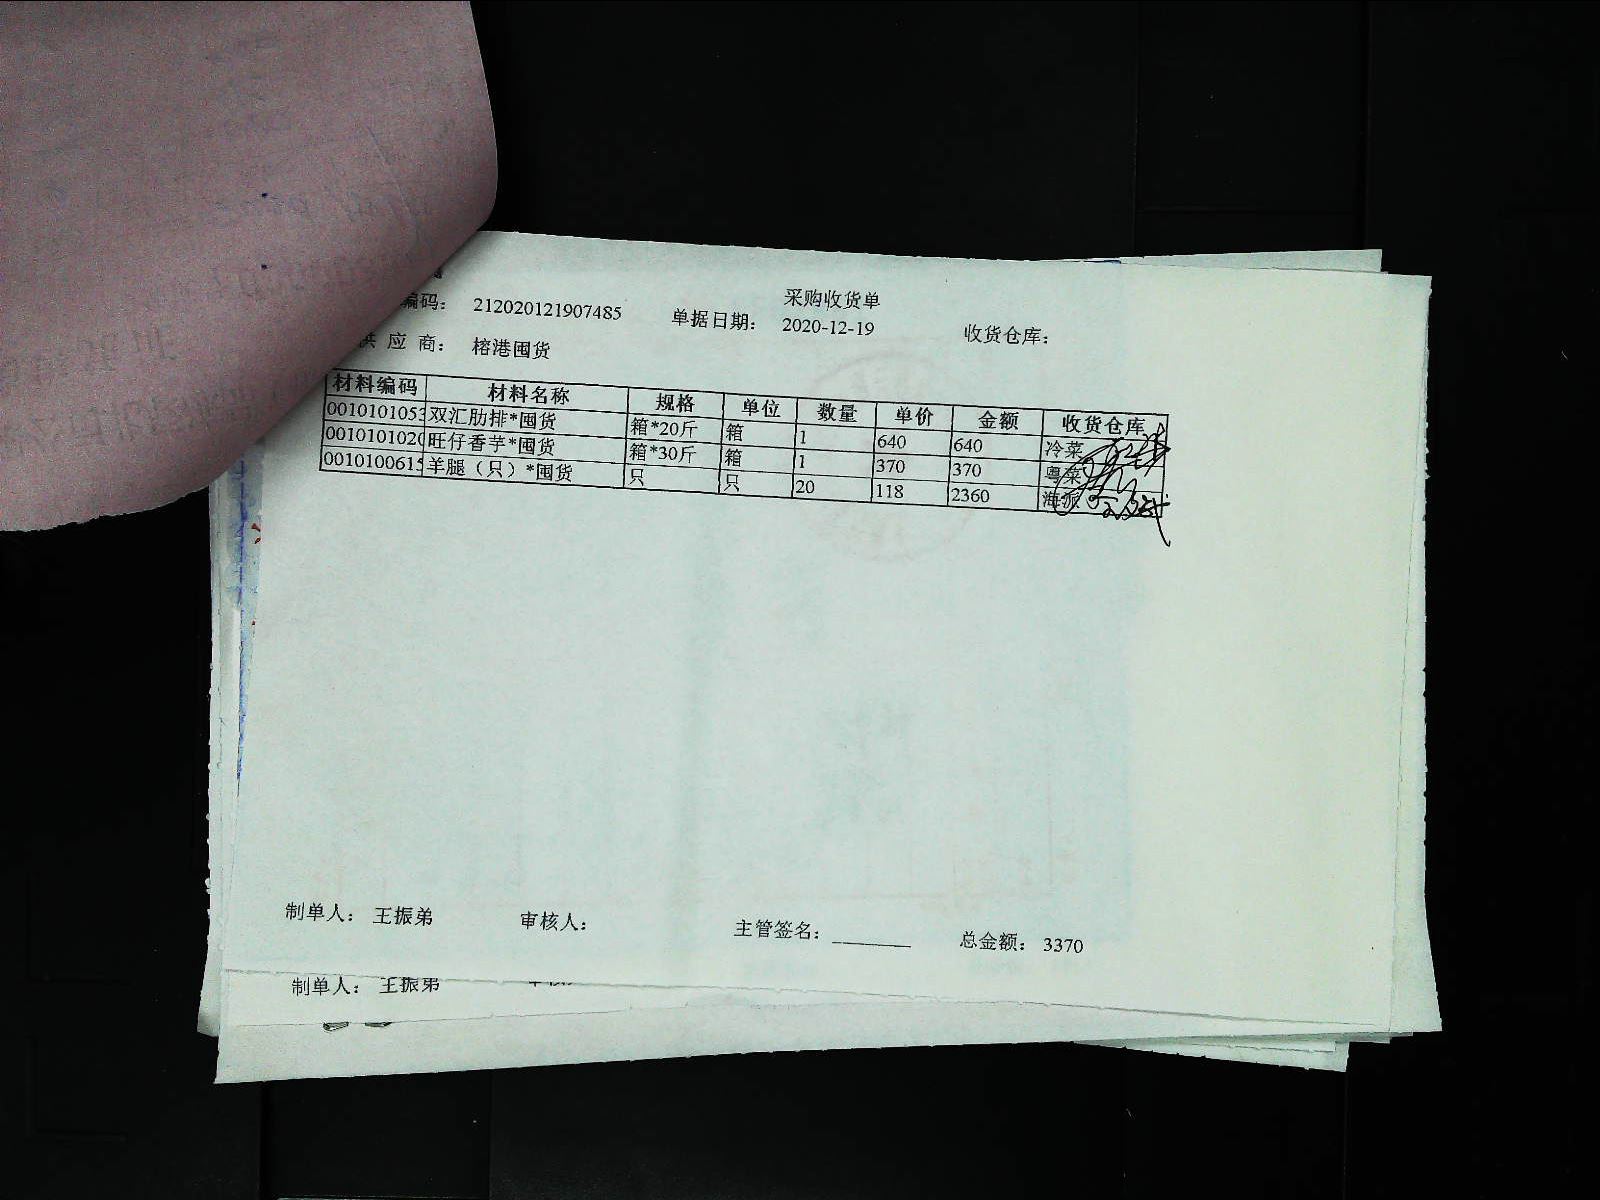 采购收货单
编码： 212020121907485 单据日期： 2020-12-19 收货仓库：
供 应 商： 榕港囤货
材料编码 材料名称 规格 单位 数量 单价 金额 收货仓库
0010101053 双汇肋排*囤货 箱*20斤 箱 1 640 640 冷菜
0010101020 旺仔香芋*囤货 箱*30斤 箱 1 370 370 粤菜
0010100615 羊腿（只）*囤货 只 只 20 118 2360 海派
制单人： 王振弟 审核人： 主管签名： 总金额： 3370
制单人： 王振弟